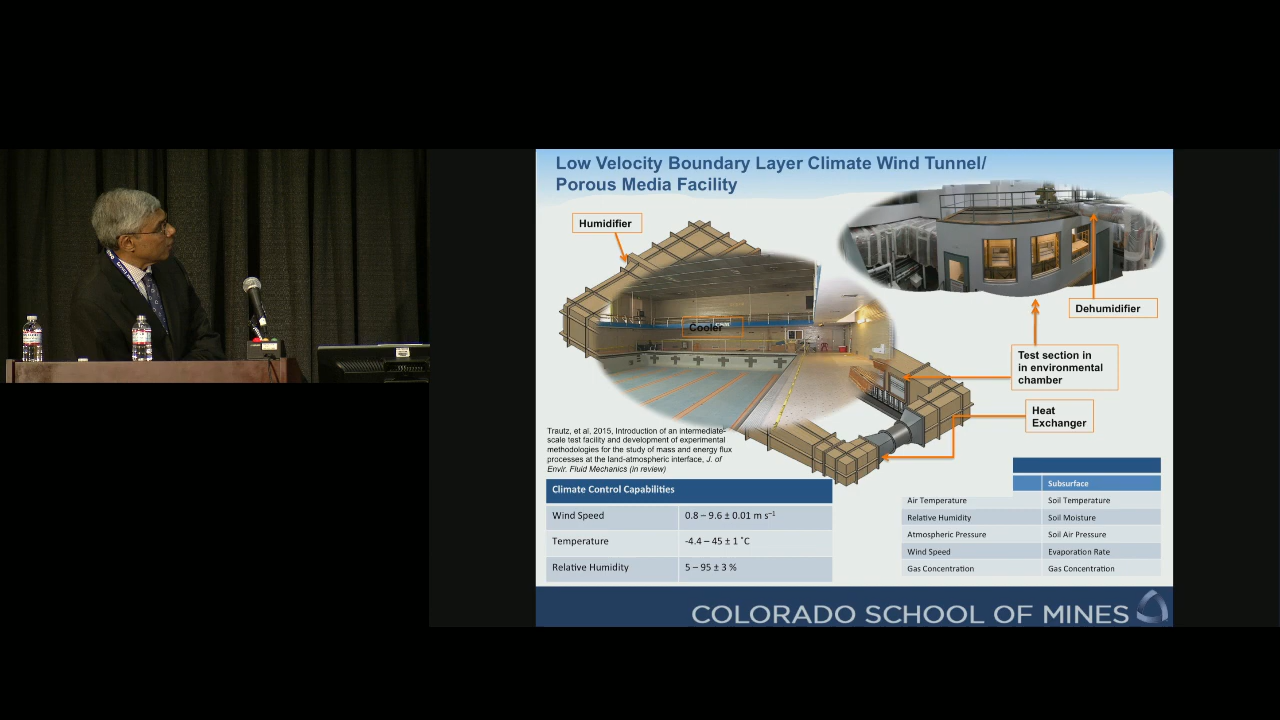 Low Velocity Boundary Layer Climate Wind Tunnel/
Porous Media Facility
Humidifier
Cooler
Dehumidifier
Test section in
in environmental
chamber
Heat
Exchanger
Trautz, et al, 2015, Introduction of an intermediate-
scale test facility and development of experimental
methodologies for the study of mass and energy flux
processes at the land-atmospheric interface, J. of
Envir. Fluid Mechanics (in review)
Climate Control Capabilities
Wind Speed 0.8 – 9.6 ± 0.01 m s⁻¹
Temperature -4.4 – 45 ± 1 ˚C
Relative Humidity 5 – 95 ± 3 %
Subsurface
Air Temperature Soil Temperature
Relative Humidity Soil Moisture
Atmospheric Pressure Soil Air Pressure
Wind Speed Evaporation Rate
Gas Concentration Gas Concentration
COLORADO SCHOOL OF MINES